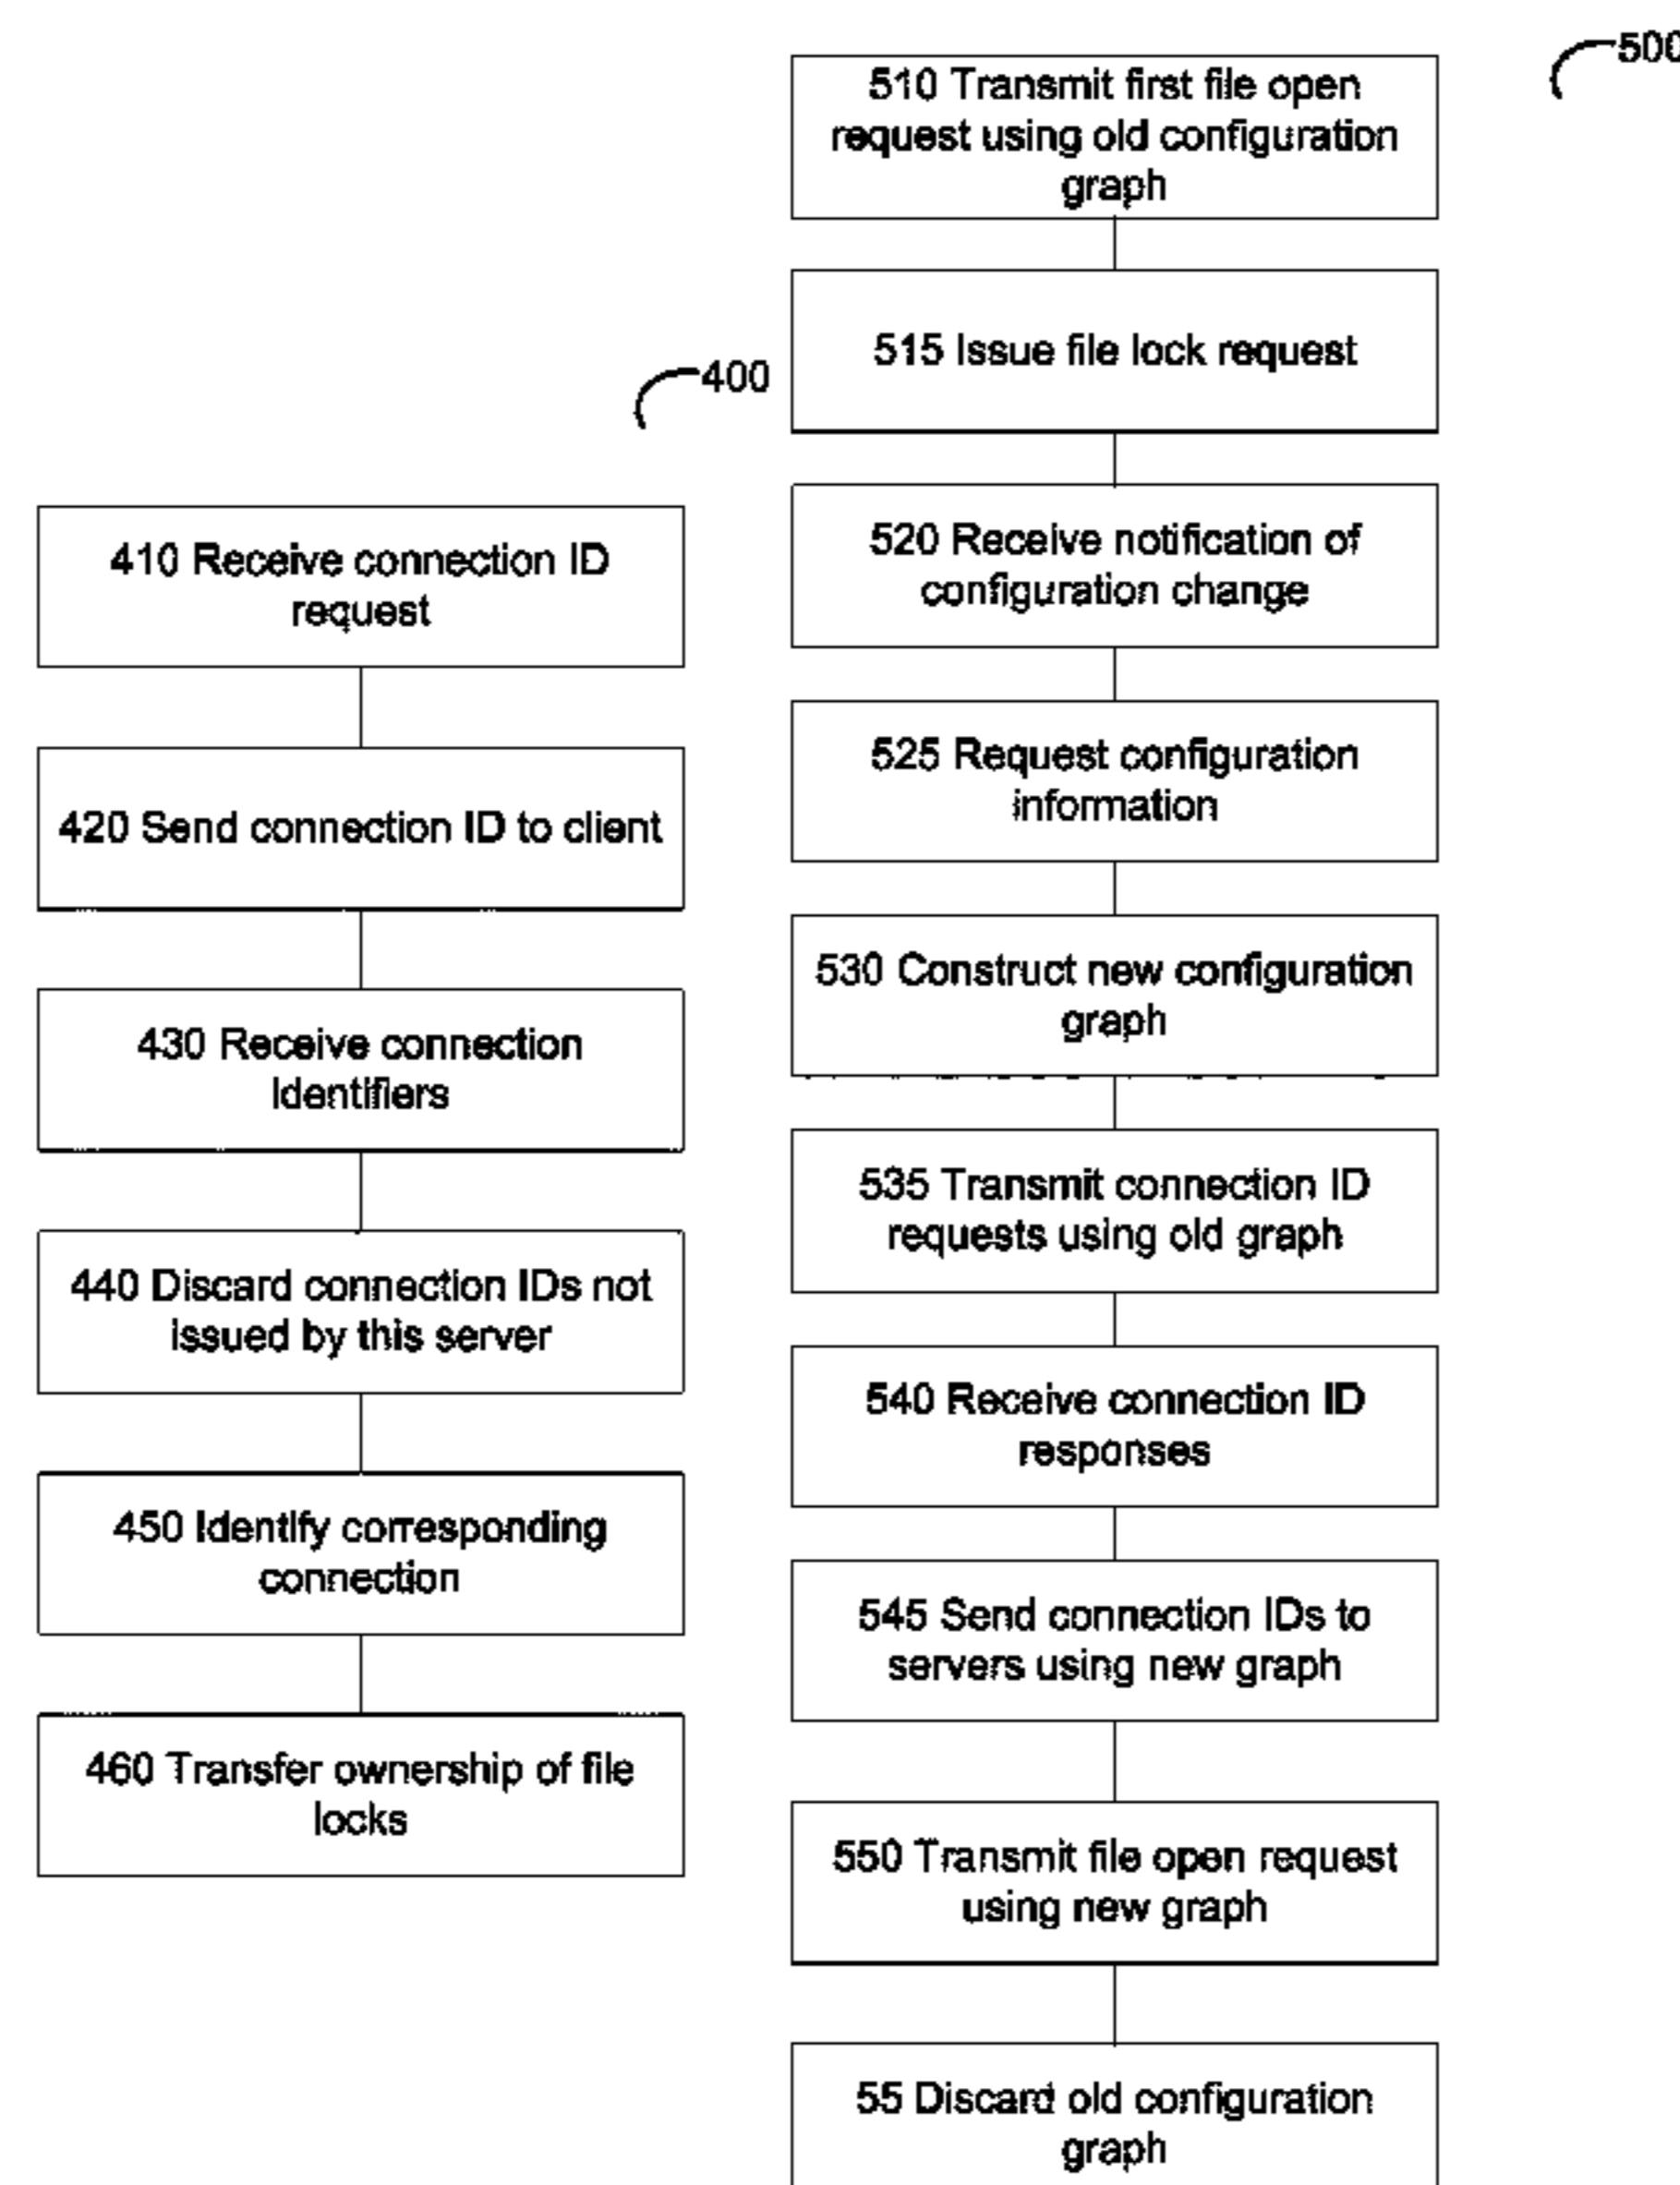 400
410 Receive connection ID
request
420 Send connection ID to client
430 Receive connection
identifiers
440 Discard connection IDs not
issued by this server
450 Identify corresponding
connection
460 Transfer ownership of file
locks
500
510 Transmit first file open
request using old configuration
graph
515 Issue file lock request
520 Receive notification of
configuration change
525 Request configuration
information
530 Construct new configuration
graph
535 Transmit connection ID
requests using old graph
540 Receive connection ID
responses
545 Send connection IDs to
servers using new graph
550 Transmit file open request
using new graph
55 Discard old configuration
graph